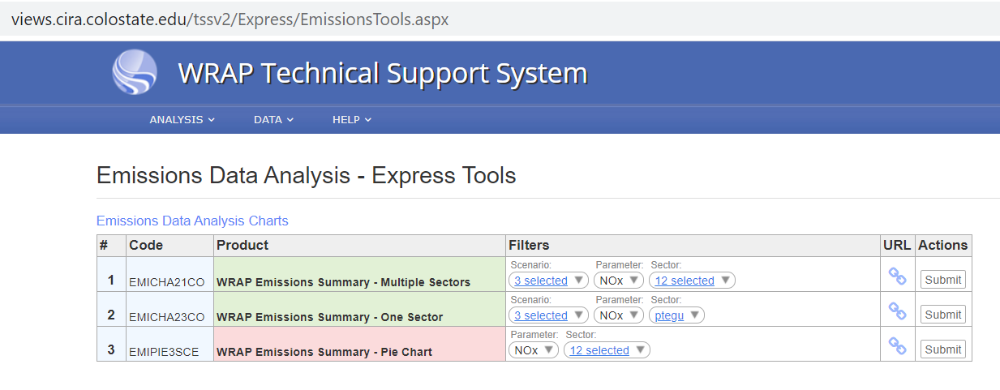 views.cira.colostate.edu/tssv2/Express/EmissionsTools.aspx
WRAP Technical Support System
ANALYSIS DATA HELP
Emissions Data Analysis - Express Tools
Emissions Data Analysis Charts
# Code Product Filters URL Actions
Scenario: Parameter: Sector:
1 EMICHA21CO WRAP Emissions Summary - Multiple Sectors 3 selected NOx 12 selected Submit
Scenario: Parameter: Sector:
2 EMICHA23CO WRAP Emissions Summary - One Sector 3 selected NOx ptegu Submit
Parameter: Sector:
3 EMIPIE3SCE WRAP Emissions Summary - Pie Chart NOx 12 selected Submit